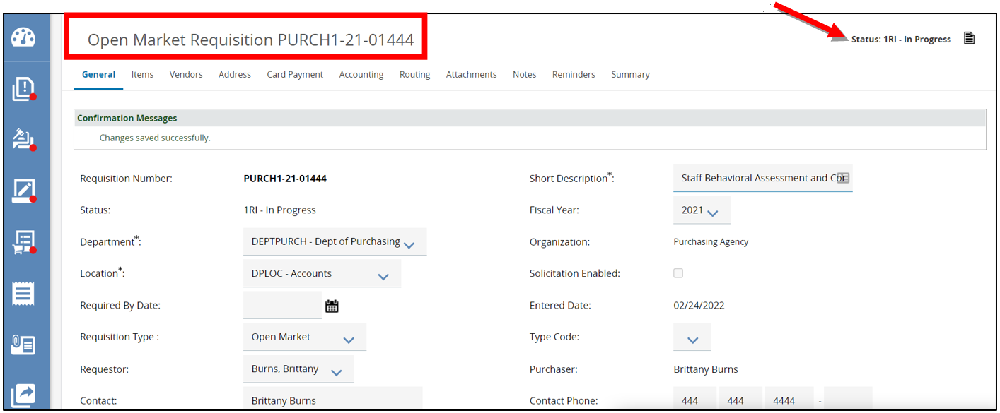 Open Market Requisition PURCH1-21-01444
Status: 1RI - In Progress
General Items Vendors Address Card Payment Accounting Routing Attachments Notes Reminders Summary
Confirmation Messages
Changes saved successfully.
Requisition Number: PURCH1-21-01444 Short Description*: Staff Behavioral Assessment and Cor
Status: 1RI - In Progress Fiscal Year: 2021
Department*: DEPTPURCH - Dept of Purchasing Organization: Purchasing Agency
Location*: DPLOC - Accounts Solicitation Enabled:
Required By Date: Entered Date: 02/24/2022
Requisition Type : Open Market Type Code:
Requestor: Burns, Brittany Purchaser: Brittany Burns
Contact: Brittany Burns Contact Phone: 444 444 4444 -